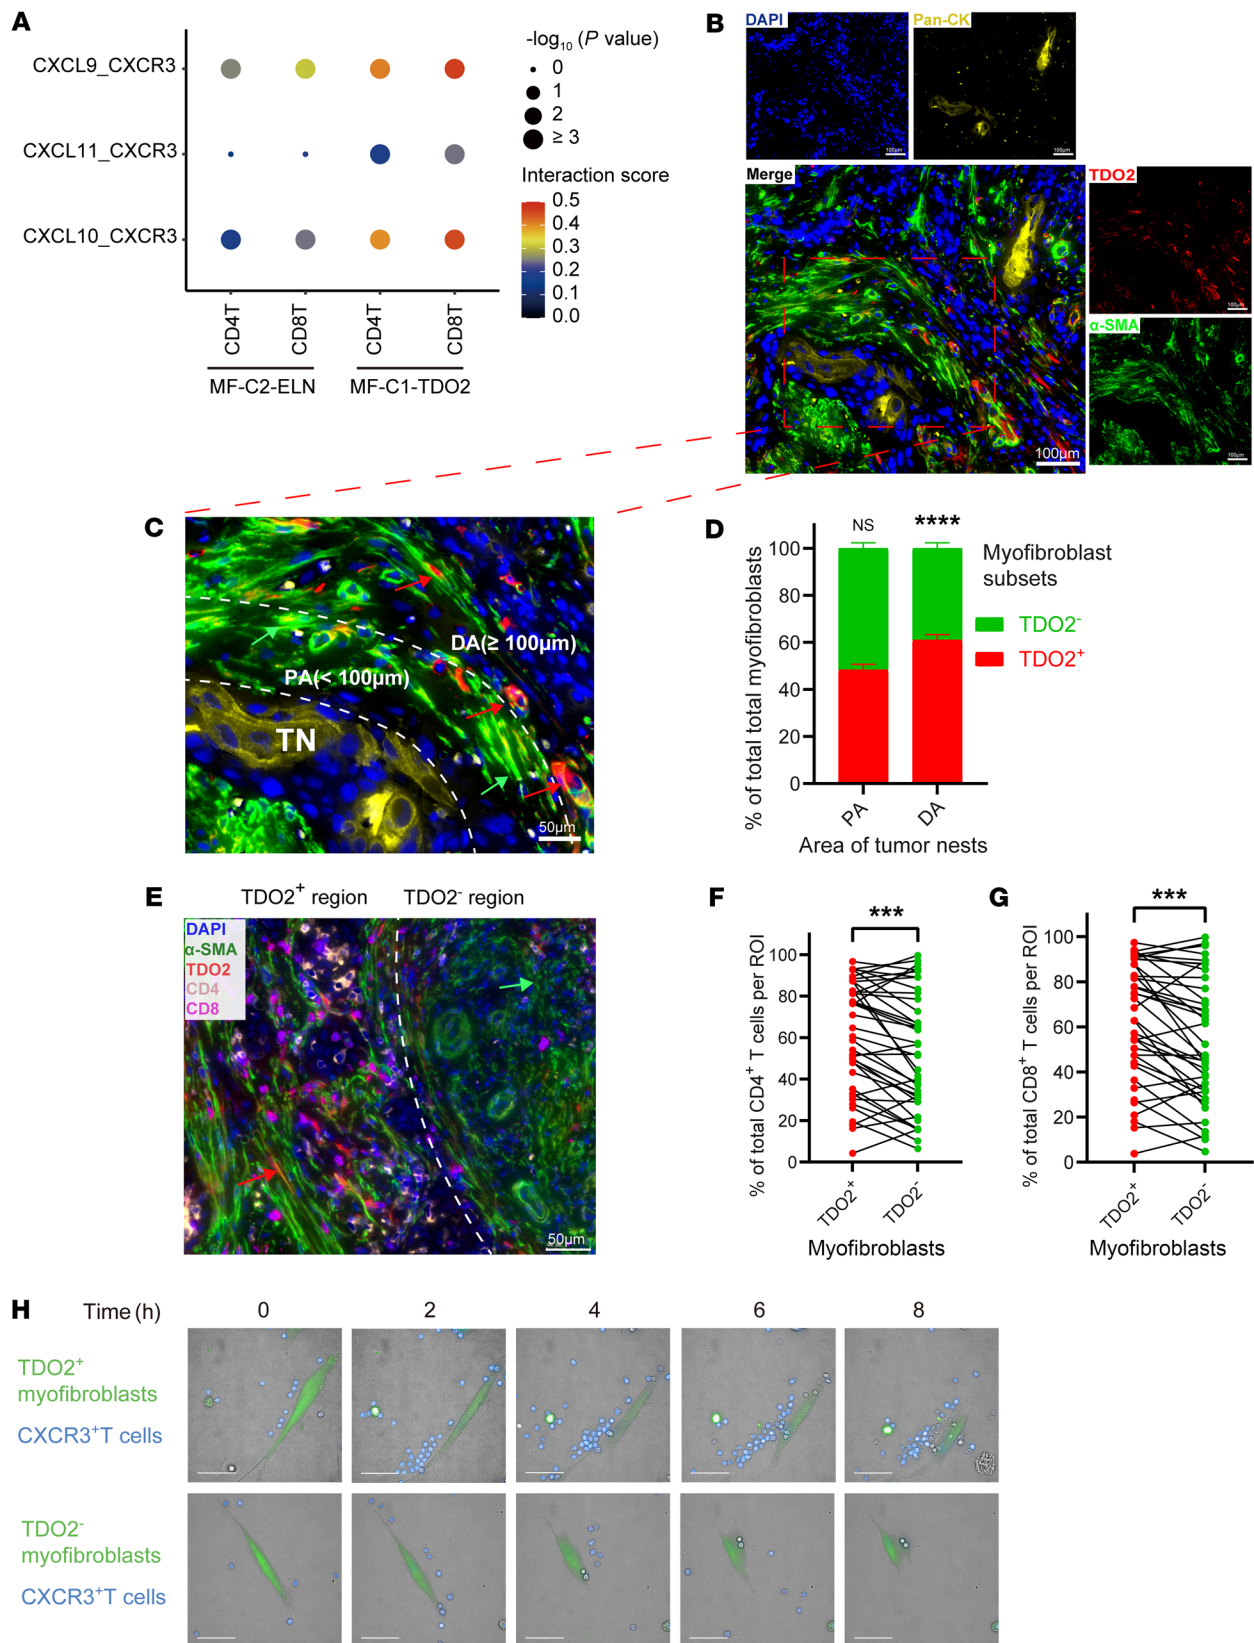 A
-log10 (P value)
0
1
2
≥ 3
Interaction score
0.5
0.4
0.3
0.2
0.1
0.0
CXCL9_CXCR3
CXCL11_CXCR3
CXCL10_CXCR3
CD4T
CD8T
CD4T
CD8T
MF-C2-ELN
MF-C1-TDO2
B
DAPI
100μm
Pan-CK
100μm
Merge
100μm
TDO2
100μm
α-SMA
100μm
C
DA(≥ 100μm)
PA(< 100μm)
TN
50μm
D
% of total total myofibroblasts
100
80
60
40
20
0
NS
****
PA
DA
Area of tumor nests
Myofibroblast
subsets
TDO2-
TDO2+
E
TDO2+ region
TDO2- region
DAPI
α-SMA
TDO2
CD4
CD8
50μm
F
% of total CD4+ T cells per ROI
100
80
60
40
20
0
***
TDO2+
TDO2-
Myofibroblasts
G
% of total CD8+ T cells per ROI
100
80
60
40
20
0
***
TDO2+
TDO2-
Myofibroblasts
H
Time (h)
0
2
4
6
8
TDO2+
myofibroblasts
CXCR3+T cells
TDO2-
myofibroblasts
CXCR3+T cells